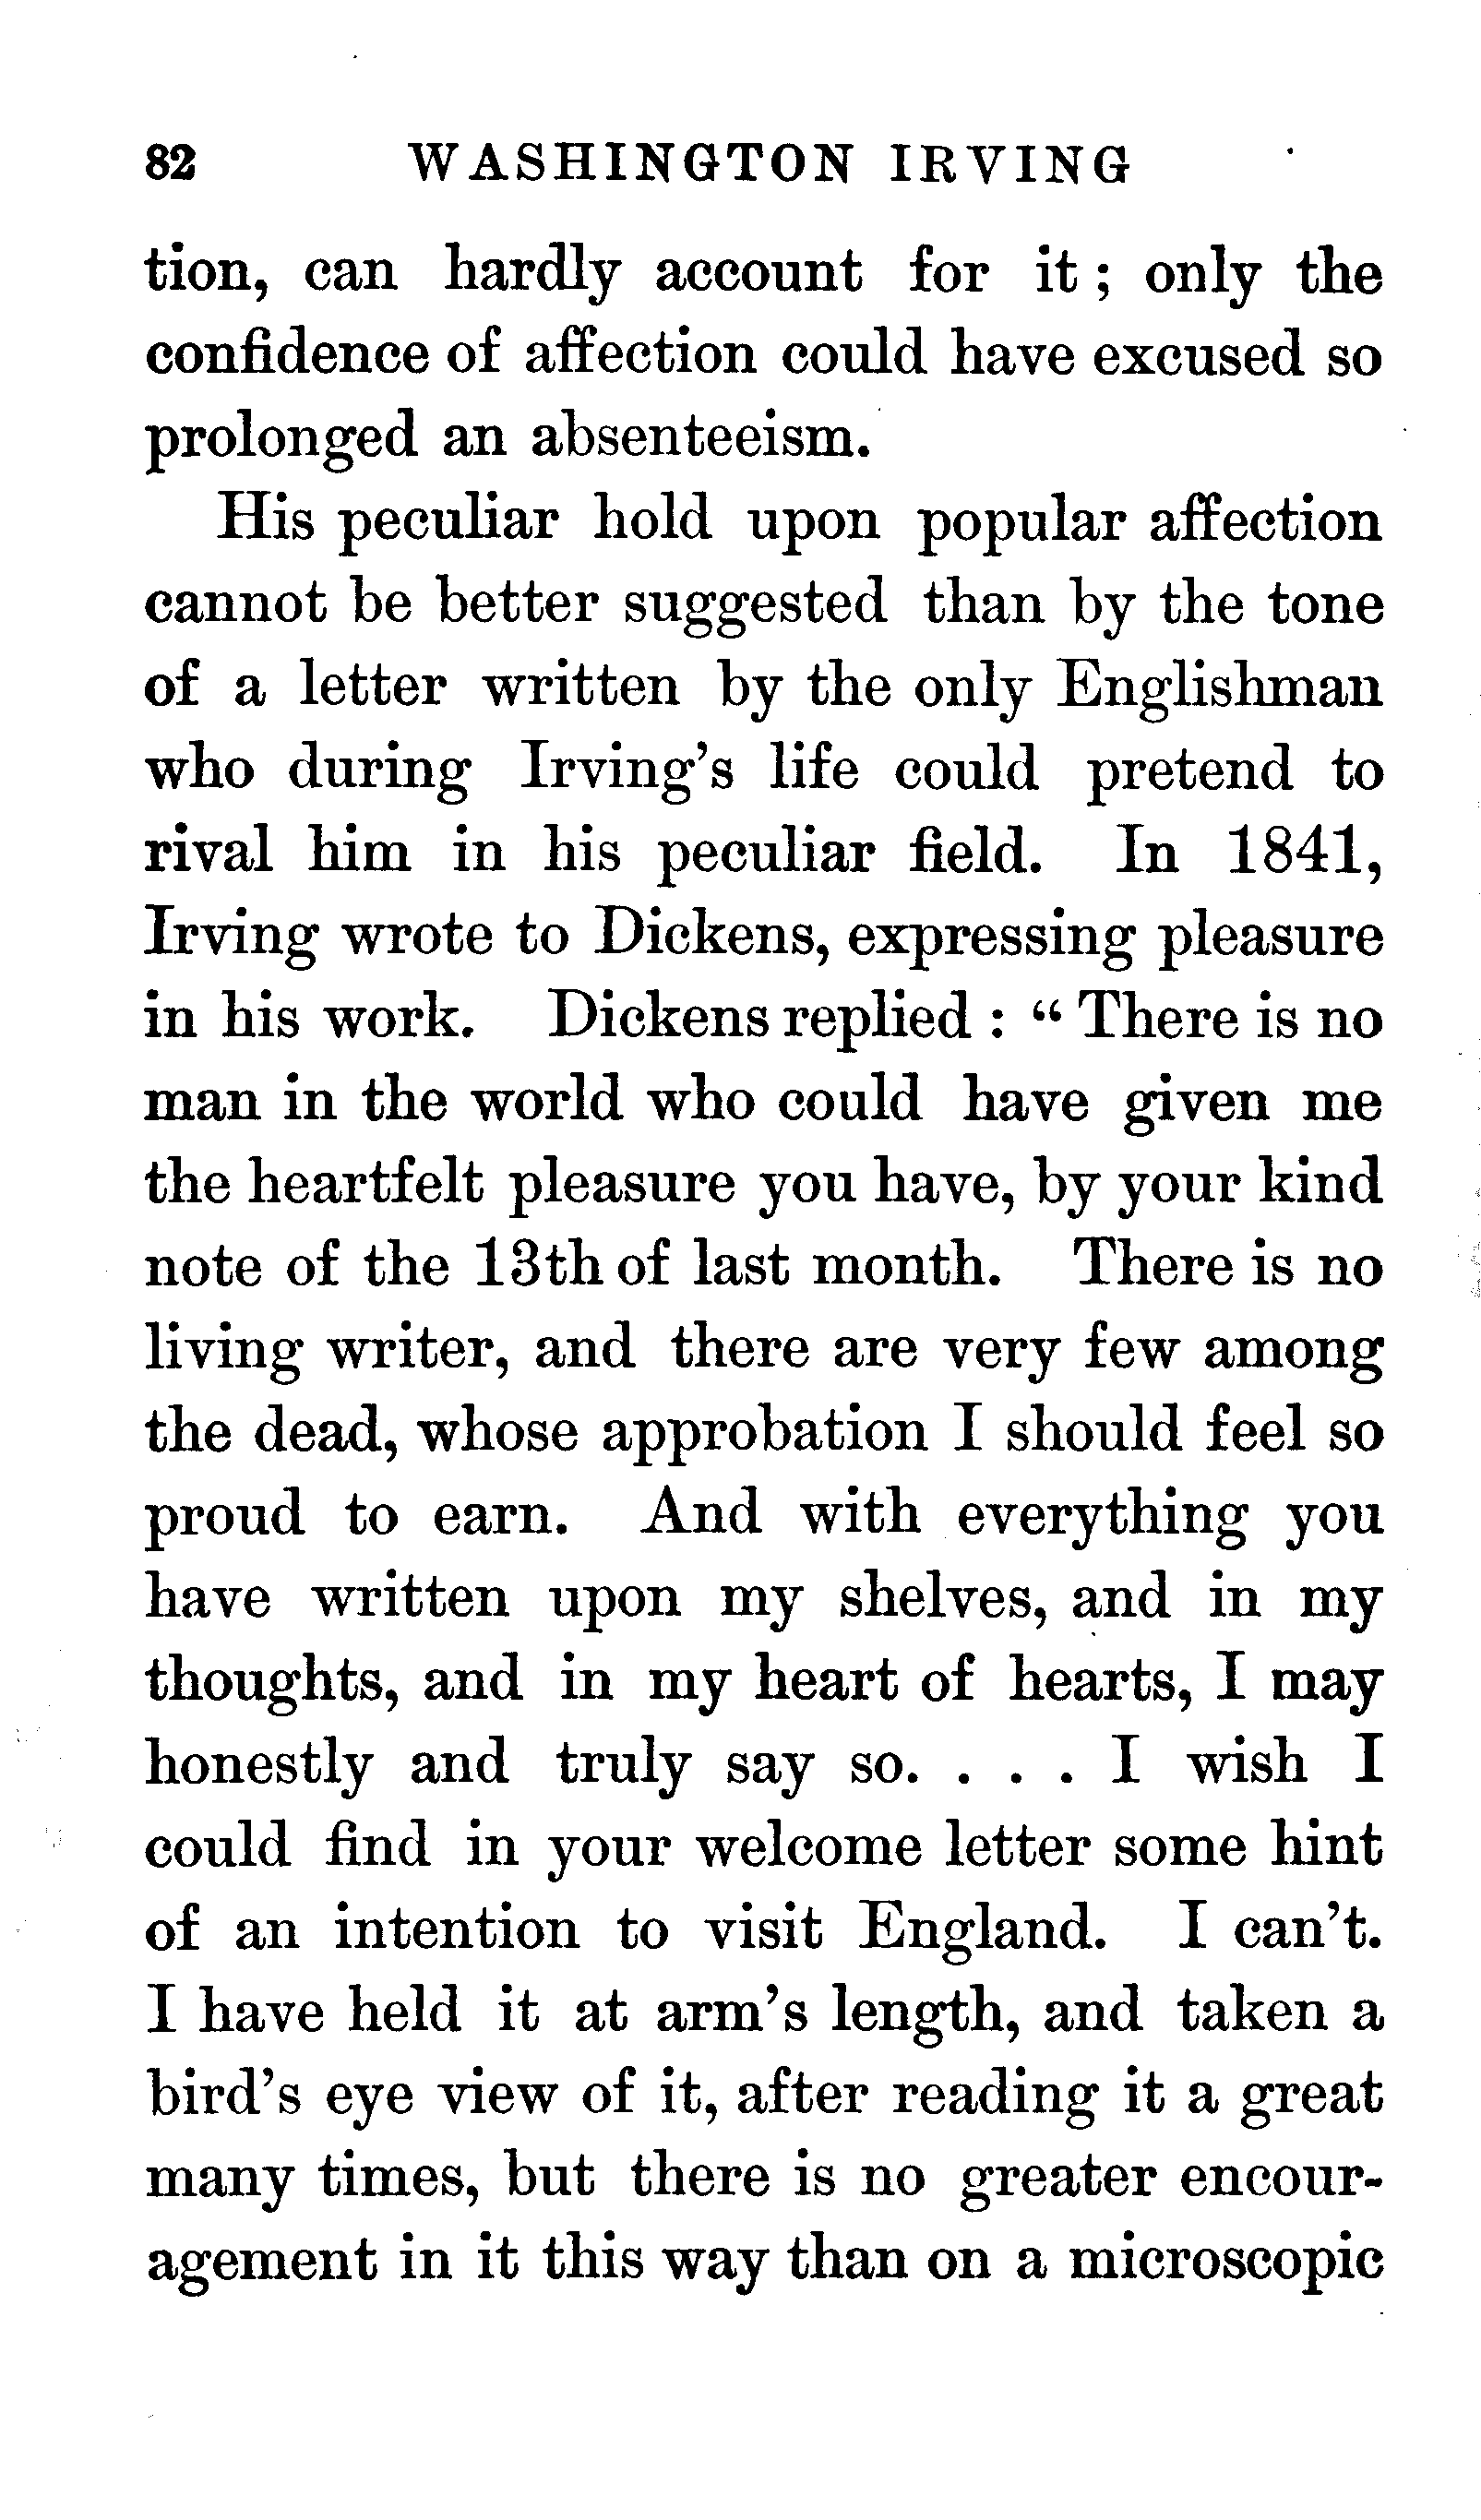 82 WASHINGTON IRVING
tion, can hardly account for it ; only the
confidence of affection could have excused so
prolonged an absenteeism.
His peculiar hold upon popular affection
cannot be better suggested than by the tone
of a letter written by the only Englishman
who during Irving's life could pretend to
rival him in his peculiar field. In 1841,
Irving wrote to Dickens, expressing pleasure
in his work. Dickens replied : “ There is no
man in the world who could have given me
the heartfelt pleasure you have, by your kind
note of the 13th of last month. There is no
living writer, and there are very few among
the dead, whose approbation I should feel so
proud to earn. And with everything you
have written upon my shelves, and in my
thoughts, and in my heart of hearts, I may
honestly and truly say so. . . . I wish I
could find in your welcome letter some hint
of an intention to visit England. I can't.
I have held it at arm's length, and taken a
bird's eye view of it, after reading it a great
many times, but there is no greater encour-
agement in it this way than on a microscopic